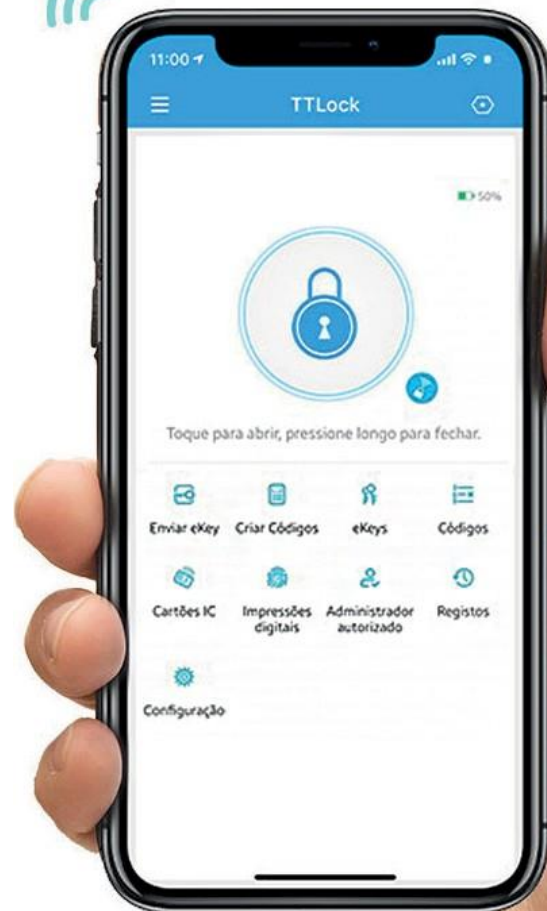 11:00
TTLock
50%
Toque para abrir, pressione longo para fechar.
Enviar eKey Criar Códigos eKeys Códigos
Cartões IC Impressões digitais Administrador autorizado Registos
Configuração